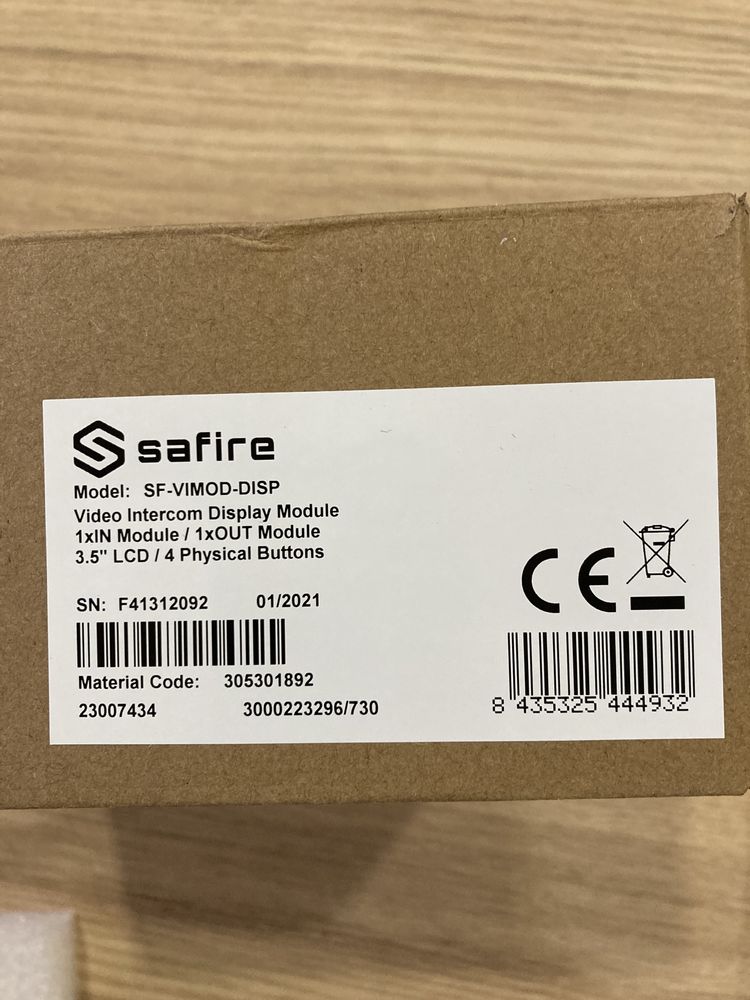 safire
Model: SF-VIMOD-DISP
Video Intercom Display Module
1xIN Module / 1xOUT Module
3.5" LCD / 4 Physical Buttons
SN: F41312092 01/2021
CE
Material Code: 305301892
23007434 3000223296/730
8 435325 444932